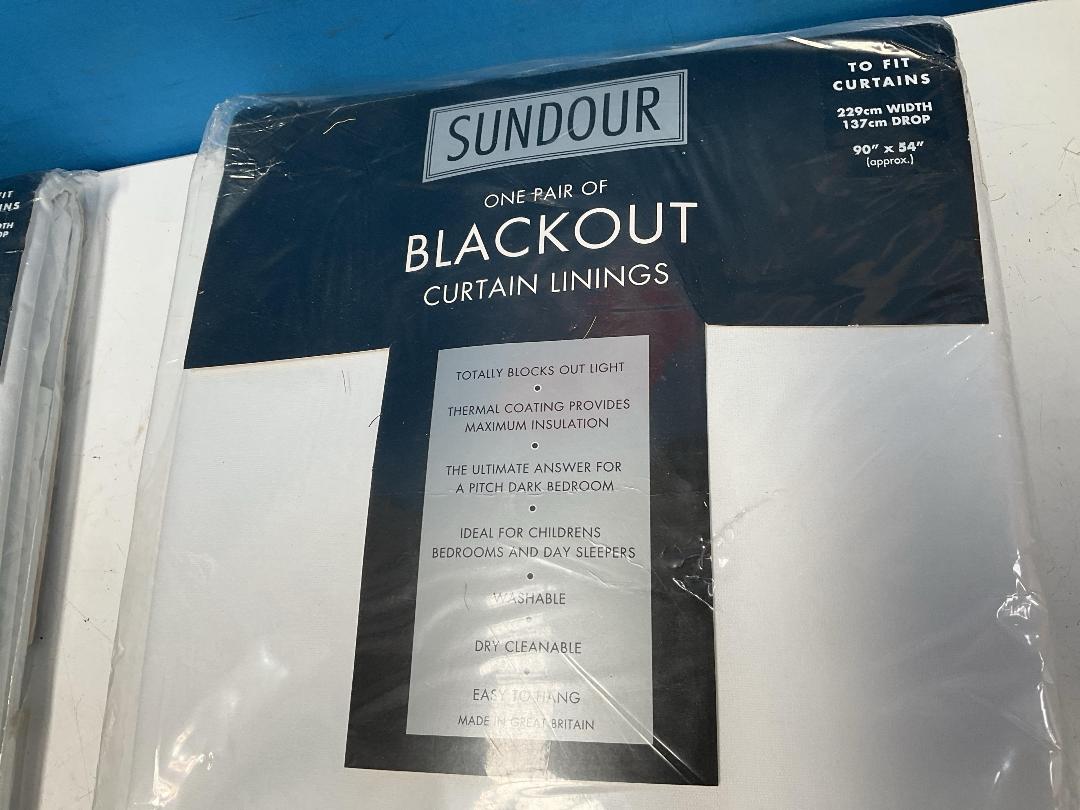 SUNDOUR
ONE PAIR OF
BLACKOUT
CURTAIN LININGS
TO FIT
CURTAINS
229cm WIDTH
137cm DROP
90" x 54"
(approx.)
TOTALLY BLOCKS OUT LIGHT
THERMAL COATING PROVIDES
MAXIMUM INSULATION
THE ULTIMATE ANSWER FOR
A PITCH DARK BEDROOM
IDEAL FOR CHILDRENS
BEDROOMS AND DAY SLEEPERS
WASHABLE
DRY CLEANABLE
EASY TO HANG
MADE IN GREAT BRITAIN